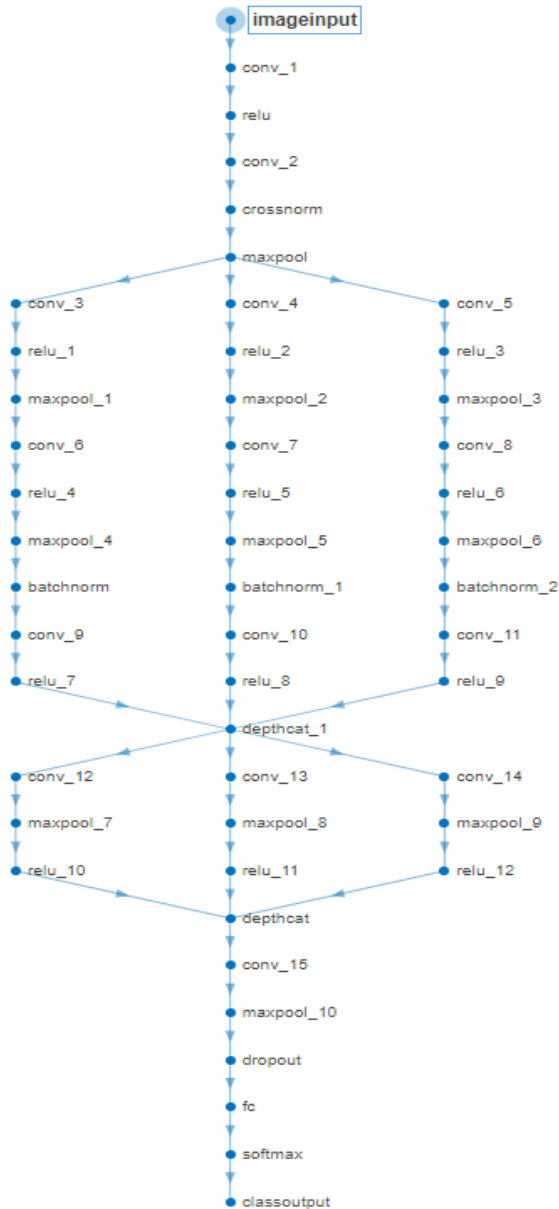 imageinput
conv_1
relu
conv_2
crossnorm
maxpool
conv_3 conv_4 conv_5
relu_1 relu_2 relu_3
maxpool_1 maxpool_2 maxpool_3
conv_6 conv_7 conv_8
relu_4 relu_5 relu_6
maxpool_4 maxpool_5 maxpool_6
batchnorm batchnorm_1 batchnorm_2
conv_9 conv_10 conv_11
relu_7 relu_8 relu_9
depthcat_1
conv_12 conv_13 conv_14
maxpool_7 maxpool_8 maxpool_9
relu_10 relu_11 relu_12
depthcat
conv_15
maxpool_10
dropout
fc
softmax
classoutput